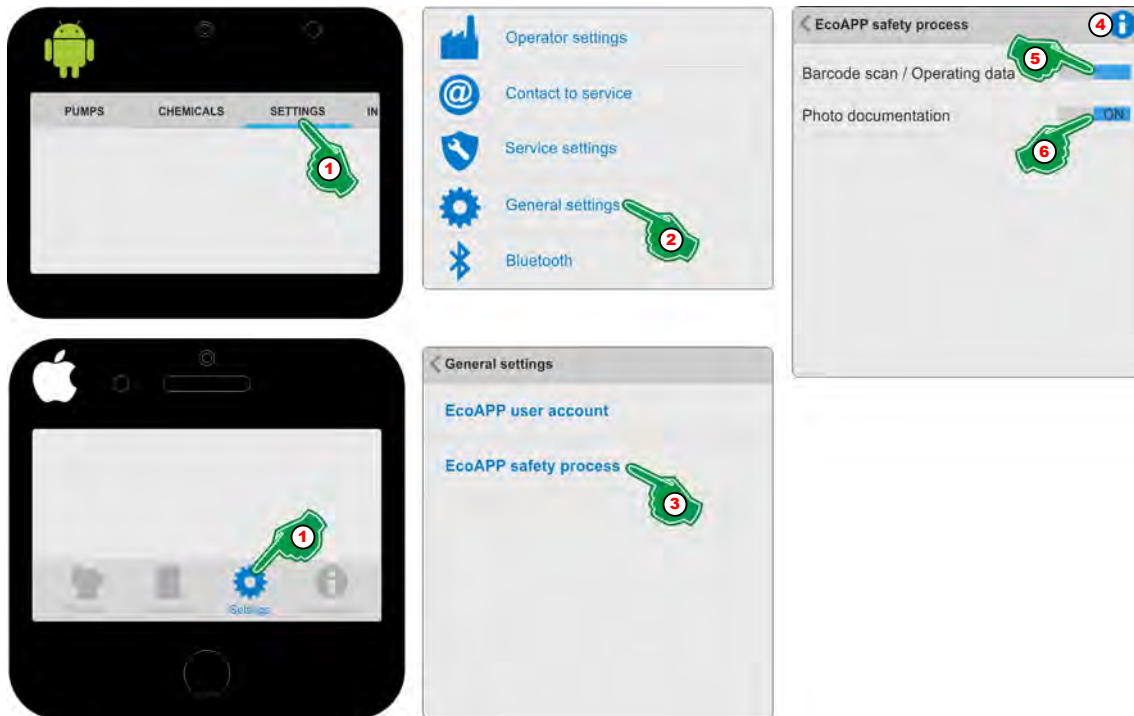 PUMPS CHEMICALS SETTINGS IN
1
Operator settings
@ Contact to service
Service settings
General settings
2
Bluetooth
EcoAPP safety process
4
i
5
Barcode scan / Operating data
Photo documentation
ON
6
1
Settings
General settings
EcoAPP user account
EcoAPP safety process
3